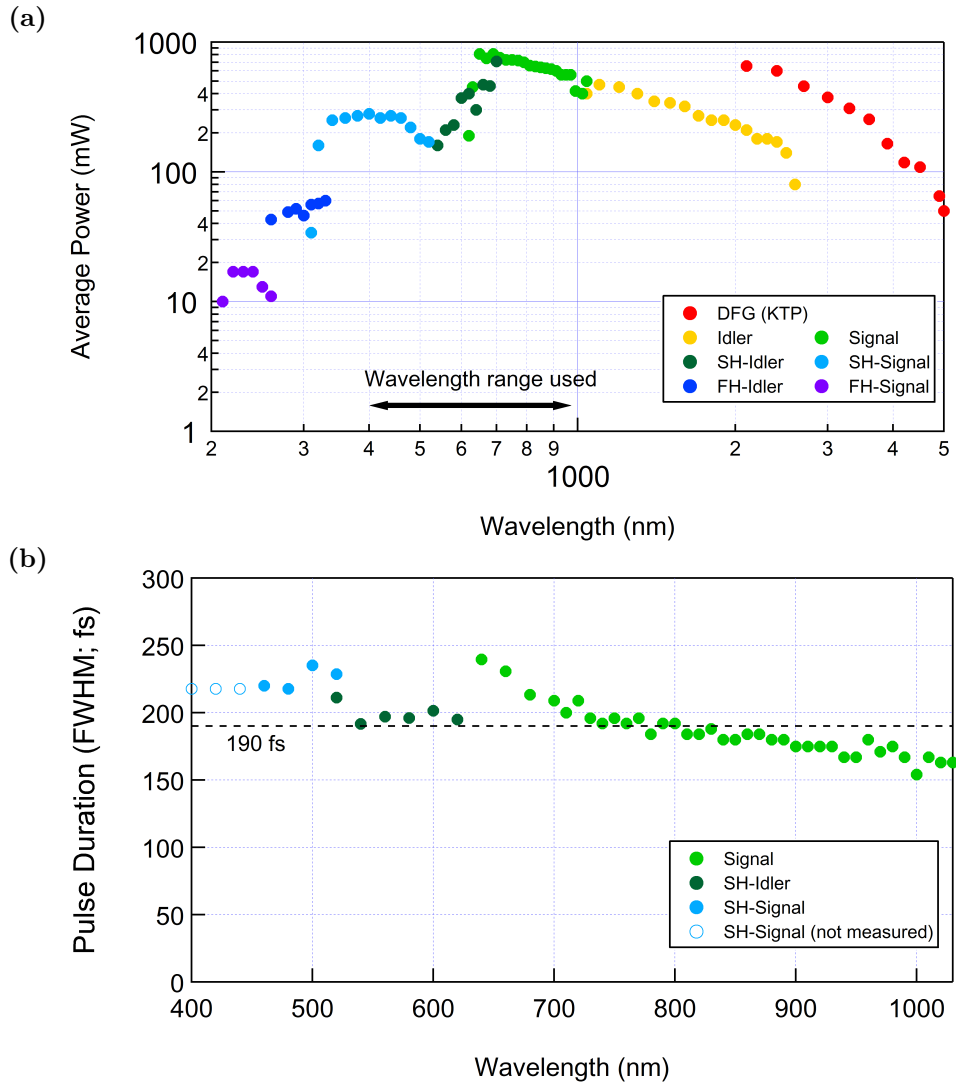 (a)
1000
4
2
100
4
2
10
4
2
1
Average Power (mW)
DFG (KTP)
Idler
Signal
SH-Idler
SH-Signal
FH-Idler
FH-Signal
Wavelength range used
2 3 4 5 6 7 8 9 1000 2 3 4 5
Wavelength (nm)
(b)
300
250
200
150
100
50
0
Pulse Duration (FWHM; fs)
190 fs
Signal
SH-Idler
SH-Signal
SH-Signal (not measured)
400 500 600 700 800 900 1000
Wavelength (nm)